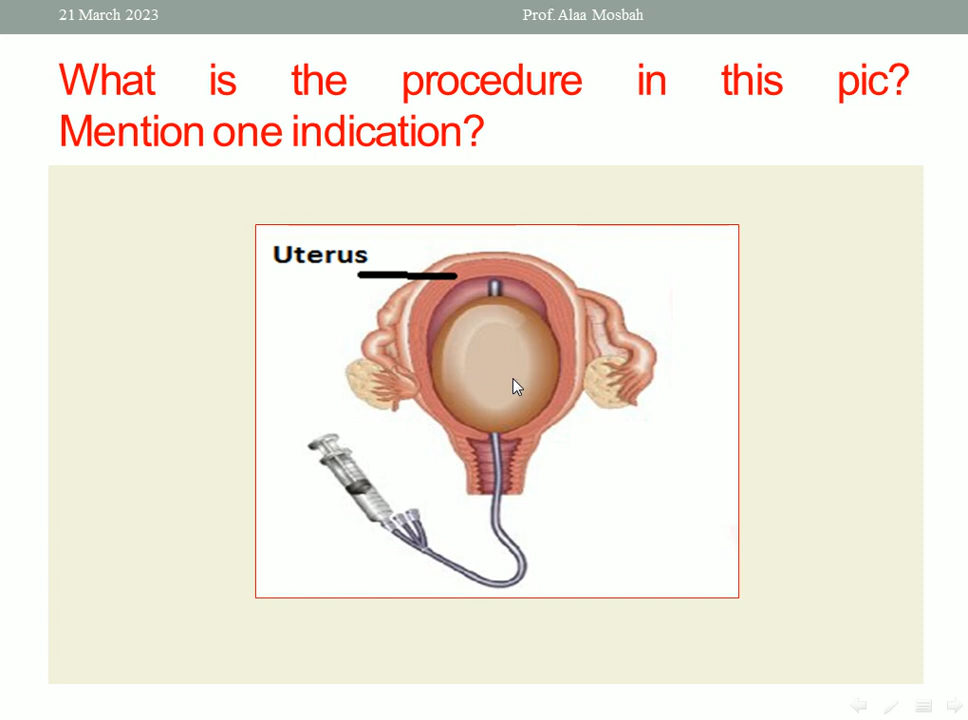 21 March 2023
Prof. Alaa Mosbah
What is the procedure in this pic?
Mention one indication?
Uterus